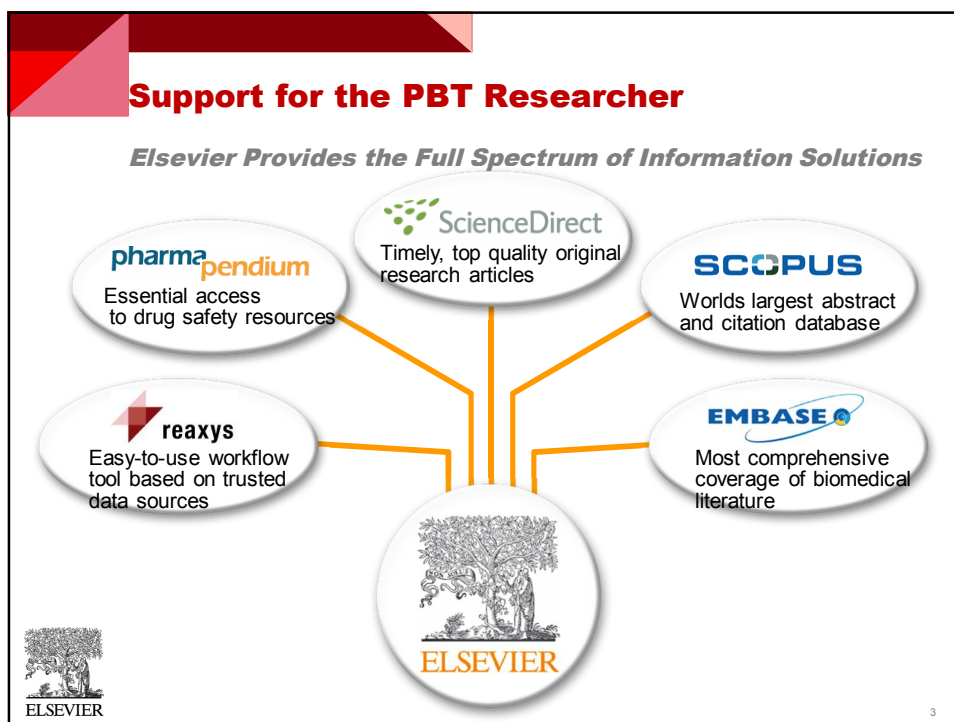 Support for the PBT Researcher
Elsevier Provides the Full Spectrum of Information Solutions
ScienceDirect
Timely, top quality original
research articles
pharmapendium
Essential access
to drug safety resources
SCOPUS
Worlds largest abstract
and citation database
reaxys
Easy-to-use workflow
tool based on trusted
data sources
EMBASE
Most comprehensive
coverage of biomedical
literature
NON SOLUS
ELSEVIER
ELSEVIER
3